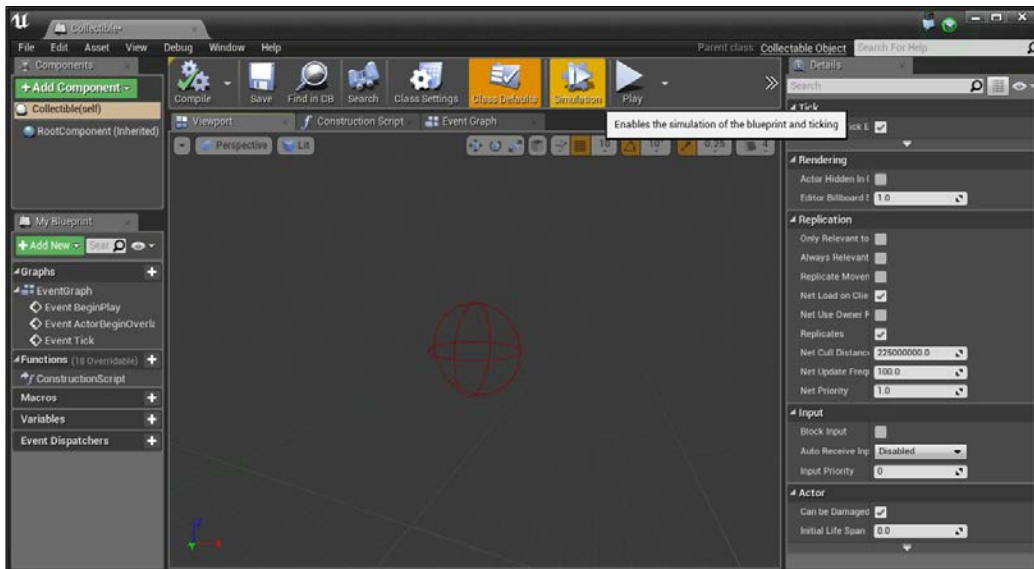 Collectible*
File Edit Asset View Debug Window Help
Parent class: Collectable Object Search For Help
Components
+Add Component
Collectible(self)
RootComponent (Inherited)
My Blueprint
+Add New Sear
Graphs
EventGraph
Event BeginPlay
Event ActorBeginOverla
Event Tick
Functions (18 Overridable)
ConstructionScript
Macros
Variables
Event Dispatchers
Compile Save Find in CB Search Class Settings Class Defaults Simulation Play
Viewport Construction Script Event Graph
Enables the simulation of the blueprint and ticking
Perspective Lit 10 10° 0.25 4
Details
Search
Tick
Tick E
Rendering
Actor Hidden In
Editor Billboard 1.0
Replication
Only Relevant to
Always Relevant
Replicate Movem
Net Load on Clie
Net Use Owner
Replicates
Net Cull Distanc 225000000.0
Net Update Freq 100.0
Net Priority 1.0
Input
Block Input
Auto Receive Inp Disabled
Input Priority 0
Actor
Can be Damaged
Initial Life Span 0.0
Z
X